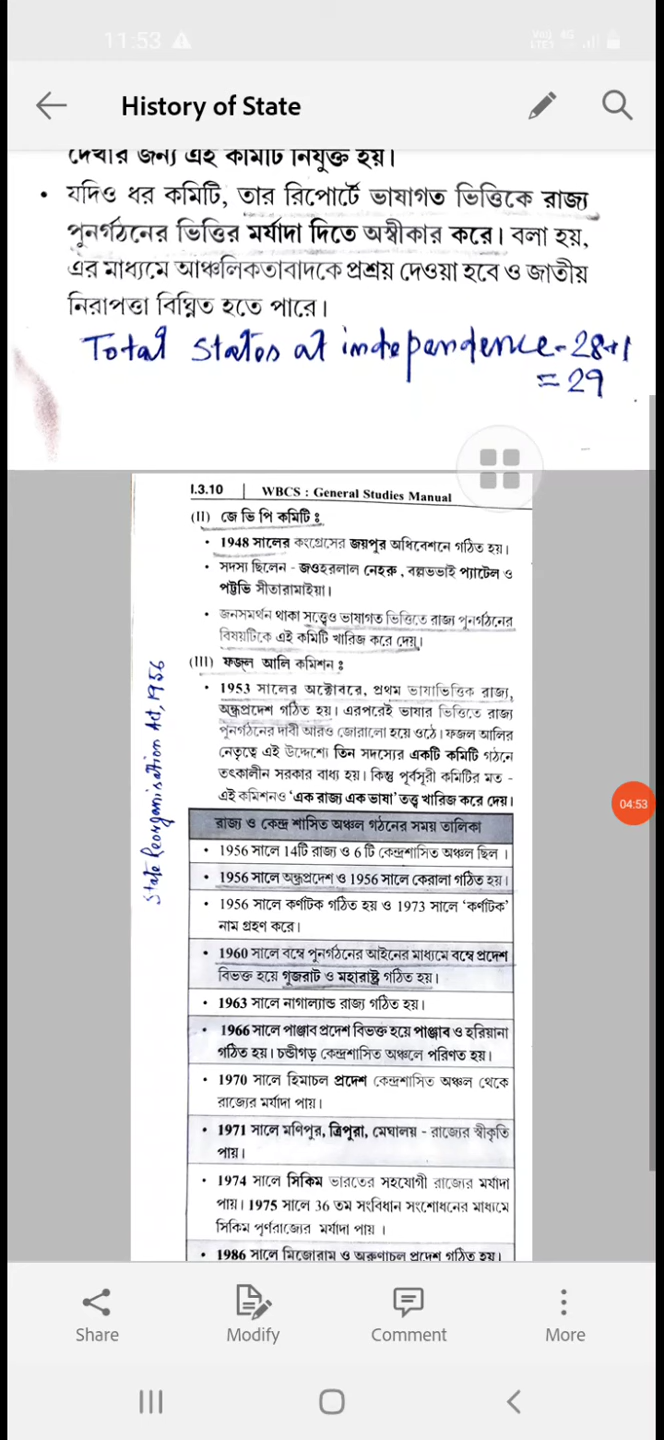 11:53
History of State
দেখার জন্য এই কমিটি নিযুক্ত হয়।
• যদিও ধর কমিটি, তার রিপোর্টে ভাষাগত ভিত্তিকে রাজ্য
পুনর্গঠনের ভিত্তির মর্যাদা দিতে অস্বীকার করে। বলা হয়,
এর মাধ্যমে আঞ্চলিকতাবাদকে প্রশ্রয় দেওয়া হবে ও জাতীয়
নিরাপত্তা বিঘ্নিত হতে পারে।
Total States at independence - 28+1
= 29
I.3.10 | WBCS : General Studies Manual
(II) জে ভি পি কমিটি :
• 1948 সালের কংগ্রেসের জয়পুর অধিবেশনে গঠিত হয়।
• সদস্য ছিলেন - জওহরলাল নেহরু , বল্লভভাই প্যাটেল ও
পট্টভি সীতারামাইয়া।
• জনসমর্থন থাকা সত্ত্বেও ভাষাগত ভিত্তিতে রাজ্য পুনর্গঠনের
বিষয়টিকে এই কমিটি খারিজ করে দেয়।
(III) ফজল আলি কমিশন :
• 1953 সালের অক্টোবরে, প্রথম ভাষাভিত্তিক রাজ্য,
অন্ধ্রপ্রদেশ গঠিত হয়। এরপরেই ভাষার ভিত্তিতে রাজ্য
পুনর্গঠনের দাবী আরও জোরালো হয়ে ওঠে। ফজল আলির
নেতৃত্বে এই উদ্দেশ্যে তিন সদস্যের একটি কমিটি গঠনে
তৎকালীন সরকার বাধ্য হয়। কিন্তু পূর্বসূরী কমিটির মত -
এই কমিশনও ‘এক রাজ্য এক ভাষা’ তত্ত্ব খারিজ করে দেয়।
State Reorganisation Act, 1956
রাজ্য ও কেন্দ্র শাসিত অঞ্চল গঠনের সময় তালিকা
• 1956 সালে 14টি রাজ্য ও 6 টি কেন্দ্রশাসিত অঞ্চল ছিল ।
• 1956 সালে অন্ধ্রপ্রদেশ ও 1956 সালে কেরালা গঠিত হয়।
• 1956 সালে কর্ণাটক গঠিত হয় ও 1973 সালে ‘কর্ণাটক’
নাম গ্রহণ করে।
• 1960 সালে বম্বে পুনর্গঠনের আইনের মাধ্যমে বম্বে প্রদেশ
বিভক্ত হয়ে গুজরাট ও মহারাষ্ট্র গঠিত হয়।
• 1963 সালে নাগাল্যান্ড রাজ্য গঠিত হয়।
• 1966 সালে পাঞ্জাব প্রদেশ বিভক্ত হয়ে পাঞ্জাব ও হরিয়ানা
গঠিত হয়। চন্ডীগড় কেন্দ্রশাসিত অঞ্চলে পরিণত হয়।
• 1970 সালে হিমাচল প্রদেশ কেন্দ্রশাসিত অঞ্চল থেকে
রাজ্যের মর্যাদা পায়।
• 1971 সালে মণিপুর, ত্রিপুরা, মেঘালয় - রাজ্যের স্বীকৃতি
পায়।
• 1974 সালে সিকিম ভারতের সহযোগী রাজ্যের মর্যাদা
পায়। 1975 সালে 36 তম সংবিধান সংশোধনের মাধ্যমে
সিকিম পূর্ণরাজ্যের মর্যাদা পায় ।
• 1986 সালে মিজোরাম ও অরুণাচল প্রদেশ গঠিত হয়।
04:53
Share
Modify
Comment
More